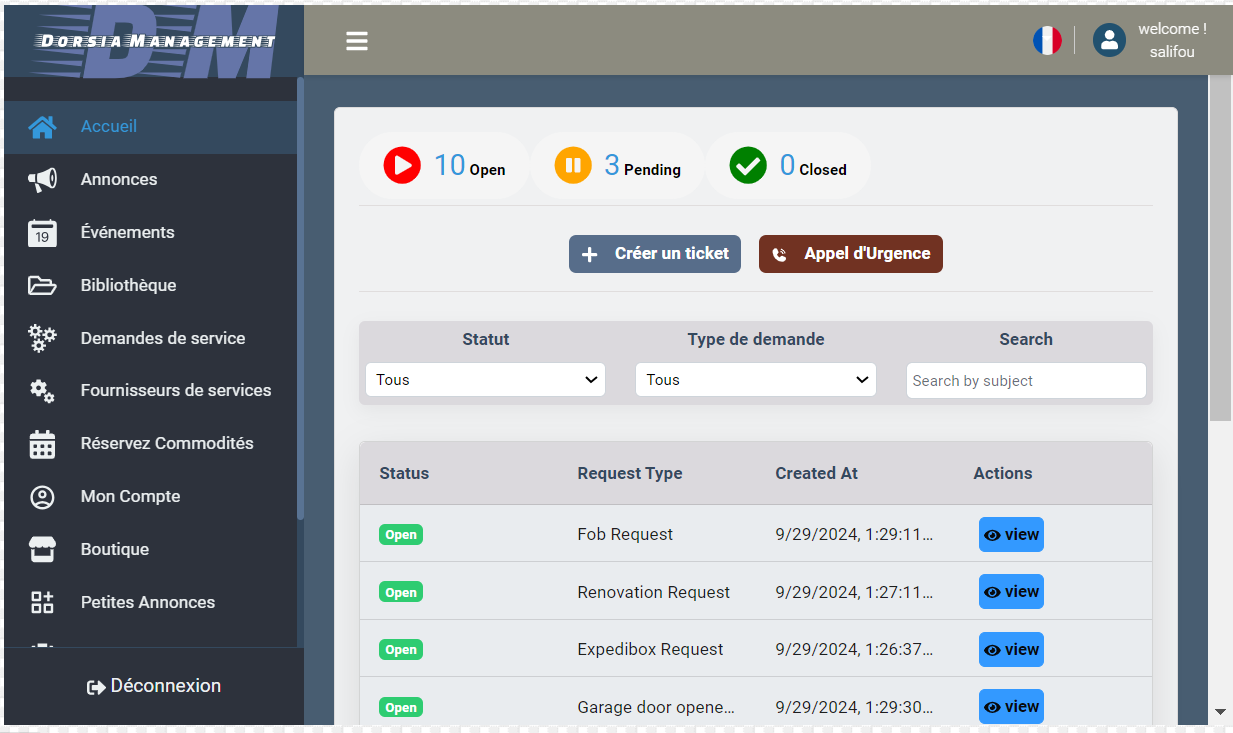 DM
DORSIA MANAGEMENT
welcome !
salifou
Accueil
Annonces
19
Événements
Bibliothèque
Demandes de service
Fournisseurs de services
Réservez Commodités
Mon Compte
Boutique
Petites Annonces
Déconnexion
10 Open
3 Pending
0 Closed
Créer un ticket
Appel d'Urgence
Statut
Type de demande
Search
Tous
Tous
Search by subject
Status
Request Type
Created At
Actions
Open
Fob Request
9/29/2024, 1:29:11...
view
Open
Renovation Request
9/29/2024, 1:27:11...
view
Open
Expedibox Request
9/29/2024, 1:26:37...
view
Open
Garage door opene...
9/29/2024, 1:29:30...
view